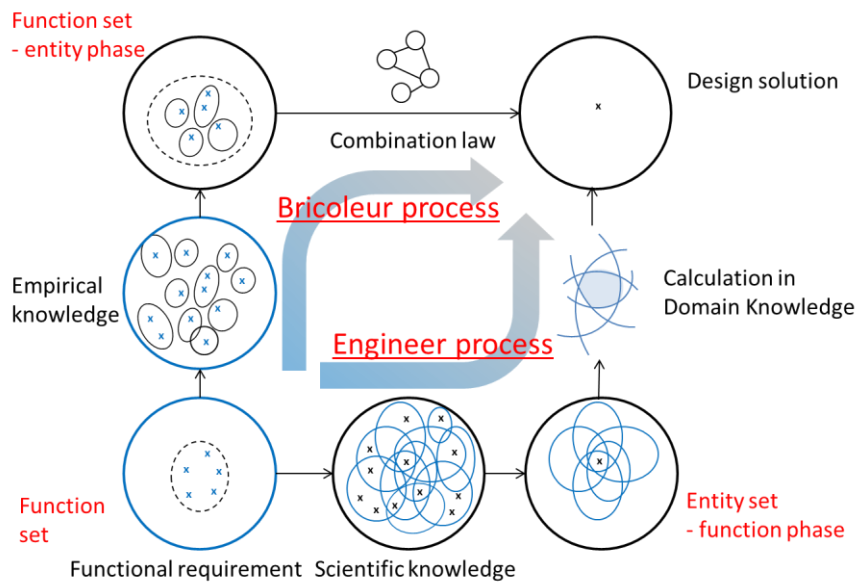 Function set
- entity phase
Combination law
Design solution
Bricoleur process
Empirical
knowledge
Calculation in
Domain Knowledge
Engineer process
Function
set
Functional requirement
Scientific knowledge
Entity set
- function phase